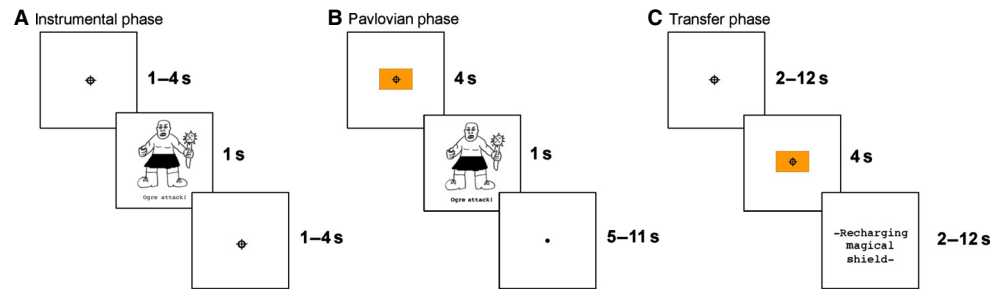 A Instrumental phase
1–4 s
1 s
Ogre attack!
1–4 s
B Pavlovian phase
4 s
1 s
Ogre attack!
5–11 s
C Transfer phase
2–12 s
4 s
–Recharging
magical
shield–
2–12 s